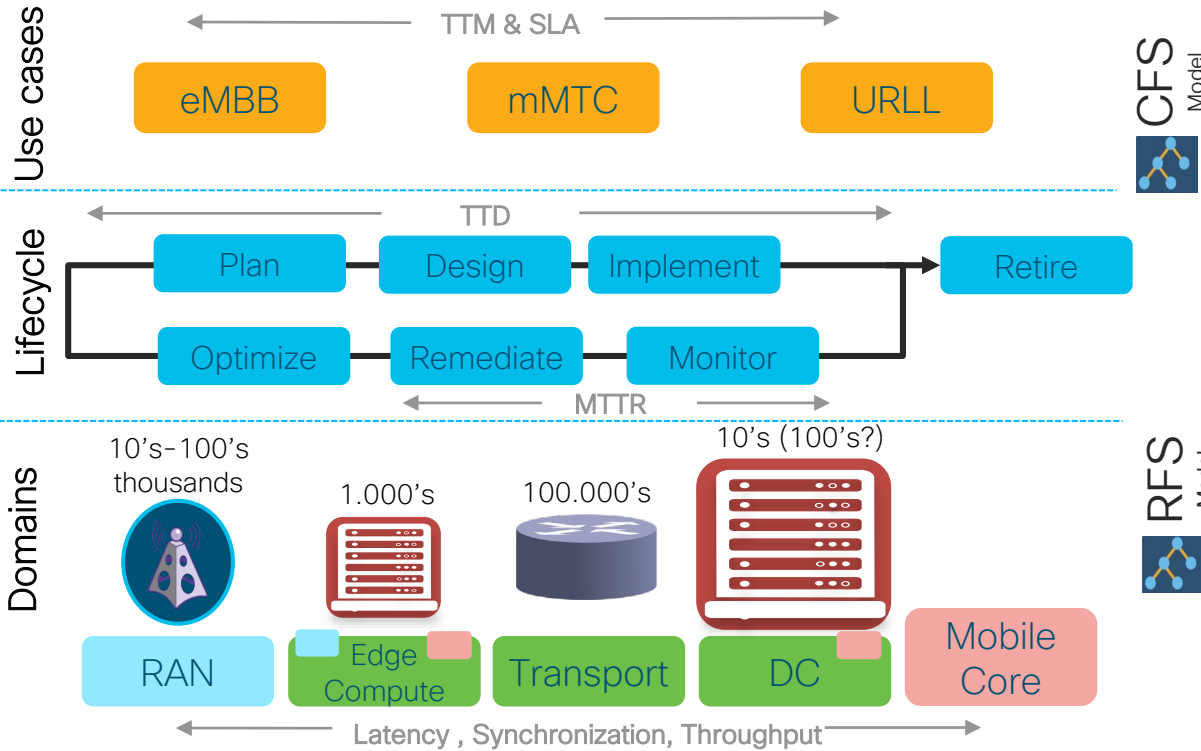 Use cases
TTM & SLA
eMBB
mMTC
URLL
CFS
Model
Lifecycle
TTD
Plan
Design
Implement
Retire
Optimize
Remediate
Monitor
MTTR
Domains
10's-100's
thousands
1.000's
100.000's
10's (100's?)
RFS
RAN
Edge
Compute
Transport
DC
Mobile
Core
Latency , Synchronization, Throughput